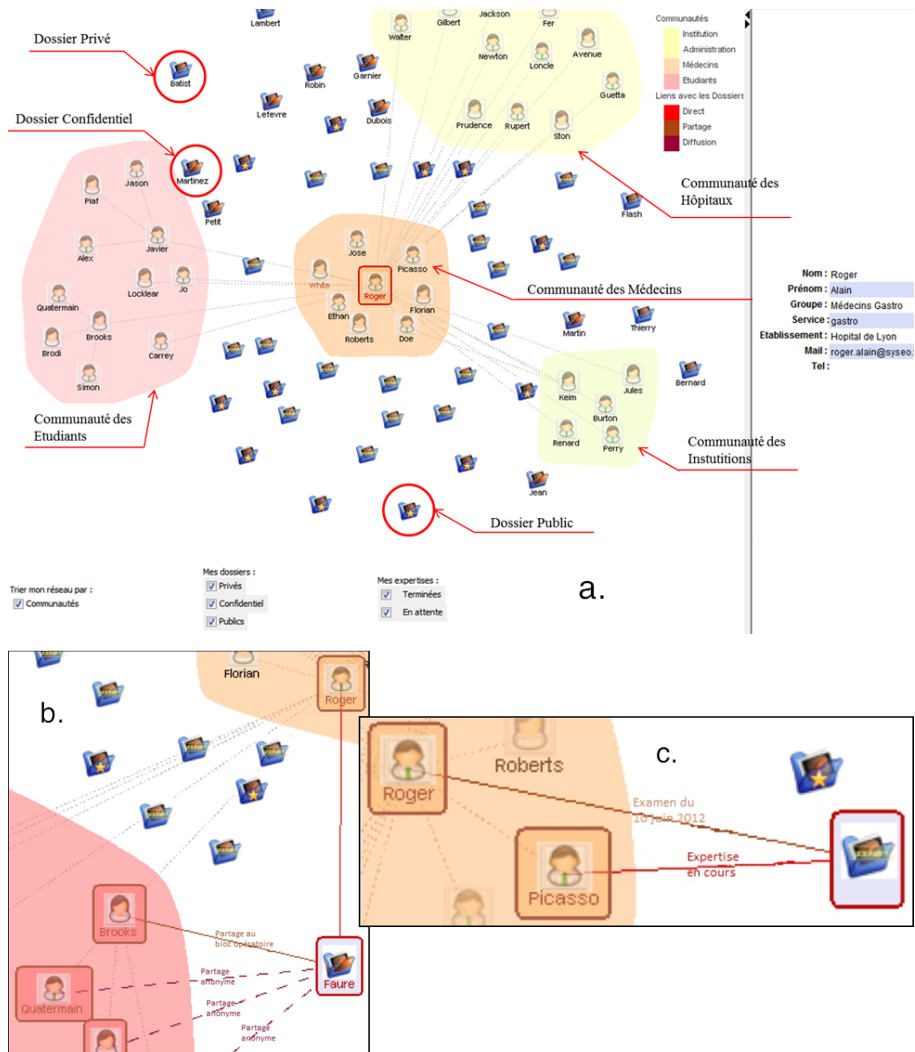 Lambert
Gilbert
Jackson
Fer
Walter
Dossier Privé
Newton
Avenue
Loncle
Batist
Robin
Garnier
Guetta
Lefevre
Dubois
Prudence
Rupert
Ston
Dossier Confidentiel
Communautés
Institution
Administration
Médecins
Etudiants
Liens avec les Dossiers
Direct
Partage
Diffusion
Jason
Martinez
Piaf
Communauté des
Hôpitaux
Petit
Flash
Alex
Javier
Jose
Picasso
White
Roger
Communauté des Médecins
Locklear
Jo
Quatermain
Ethan
Florian
Brooks
Roberts
Doe
Martin
Thierry
Brodi
Carrey
Simon
Keim
Jules
Bernard
Burton
Renard
Perry
Communauté des
Etudiants
Communauté des
Instutitions
Jean
Dossier Public
Nom : Roger
Prénom : Alain
Groupe : Médecins Gastro
Service : gastro
Etablissement : Hopital de Lyon
Mail : roger.alain@syseo.
Tel :
Trier mon réseau par :
Communautés
Mes dossiers :
Privés
Confidentiel
Publics
Mes expertises :
Terminées
En attente
a.
b.
Florian
Roger
Brooks
Partage au
bloc opératoire
Partage
anonyme
Quatermain
Partage
anonyme
Partage
anonyme
Faure
c.
Roger
Roberts
Examen du
10 juin 2012
Expertise
en cours
Picasso